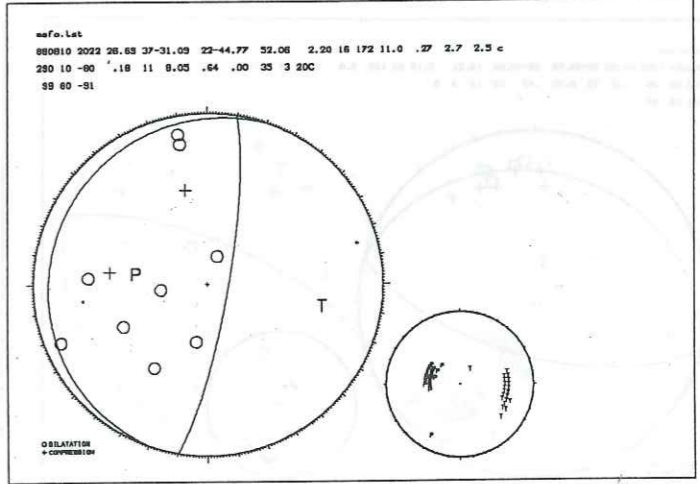 mefo.lst
880810 2022 28.63 37-31.09 22-44.77 52.06 2.20 16 172 11.0 .27 2.7 2.5 c
290 10 -80 .18 11 8.05 .64 .00 35 3 20C
99 80 -91
P
T
T
P
T
T
T
P
O DILATATION
+ COMPRESSION